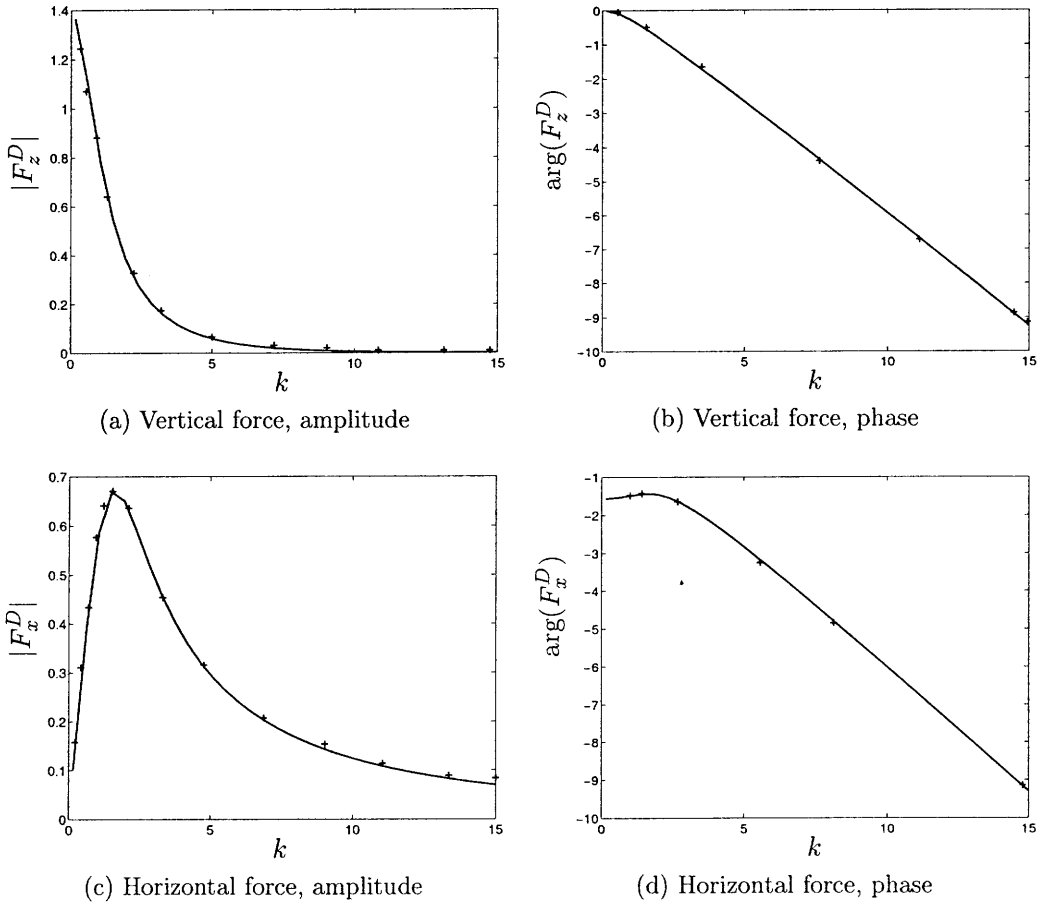 1.4
1.2
1
0.8
0.6
0.4
0.2
0
0 5 10 15
|F_z^D|
k
(a) Vertical force, amplitude
0
−1
−2
−3
−4
−5
−6
−7
−8
−9
−10
0 5 10 15
arg(F_z^D)
k
(b) Vertical force, phase
0.7
0.6
0.5
0.4
0.3
0.2
0.1
0
0 5 10 15
|F_x^D|
k
(c) Horizontal force, amplitude
−1
−2
−3
−4
−5
−6
−7
−8
−9
−10
0 5 10 15
arg(F_x^D)
k
(d) Horizontal force, phase